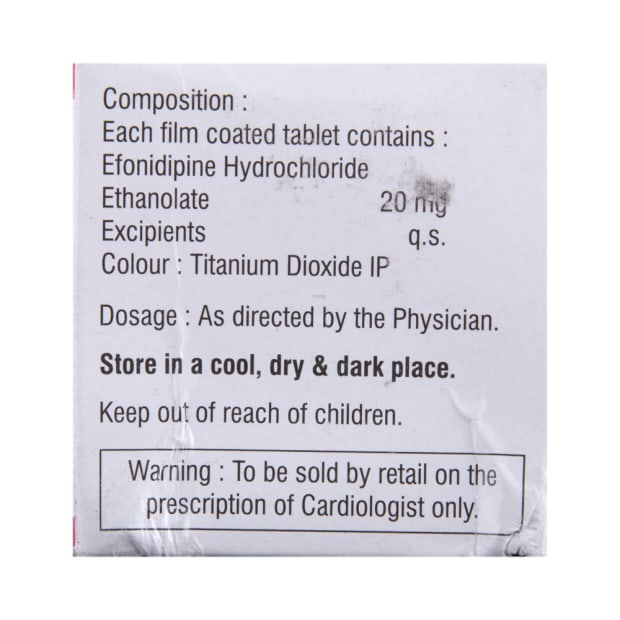 Composition :
Each film coated tablet contains :
Efonidipine Hydrochloride
Ethanolate 20 mg
Excipients q.s.
Colour : Titanium Dioxide IP
Dosage : As directed by the Physician.
Store in a cool, dry & dark place.
Keep out of reach of children.
Warning : To be sold by retail on the
prescription of Cardiologist only.